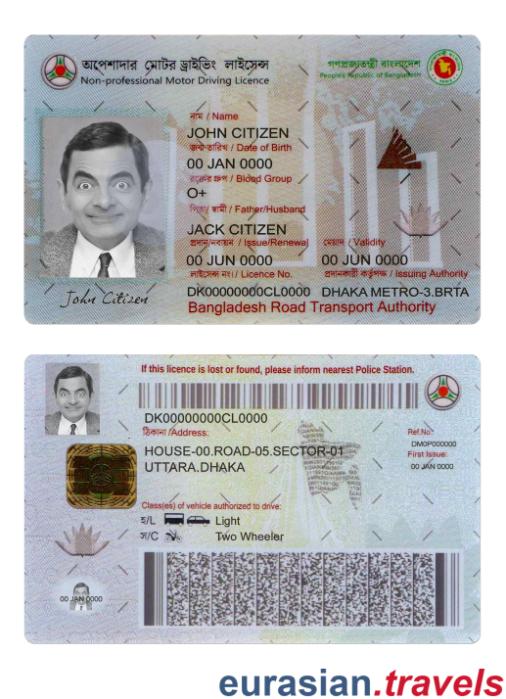 অপেশাদার মোটর ড্রাইভিং লাইসেন্স
Non-professional Motor Driving Licence
গণপ্রজাতন্ত্রী বাংলাদেশ
Peoples Republic of Bangladesh
নাম / Name
JOHN CITIZEN
জন্ম তারিখ / Date of Birth
00 JAN 0000
রক্তের গ্রুপ / Blood Group
O+
পিতা/ স্বামী / Father/Husband
JACK CITIZEN
প্রদান/নবায়ন / Issue/Renewal মেয়াদ / Validity
00 JUN 0000 00 JUN 0000
লাইসেন্স নং। / Licence No. প্রদানকারী কর্তৃপক্ষ / Issuing Authority
DK00000000CL0000 DHAKA METRO-3.BRTA
Bangladesh Road Transport Authority
John Citizen
If this licence is lost or found, please inform nearest Police Station.
DK00000000CL0000
ঠিকানা /Address:
HOUSE-00.ROAD-05.SECTOR-01
UTTARA.DHAKA
Ref.No:
DM0P000000
First Issue:
00 JAN 0000
Class(es) of vehicle authorized to drive:
হ/L Light
স/C Two Wheeler
00 JAN 0000
eurasian.travels